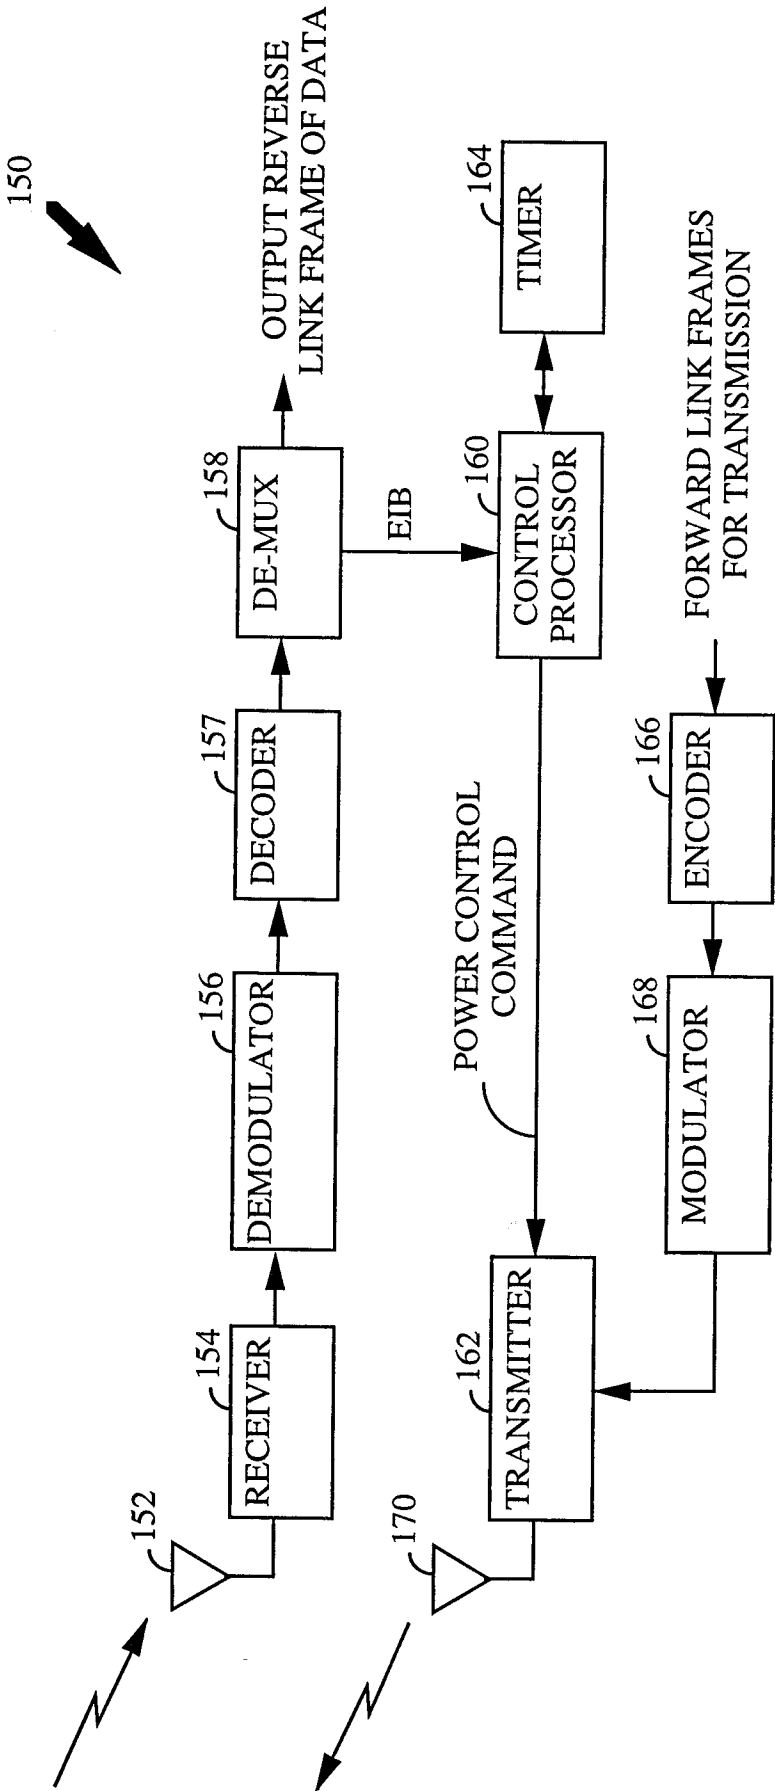 150
OUTPUT REVERSE
LINK FRAME OF DATA
152
154
RECEIVER
156
DEMODULATOR
157
DECODER
158
DE-MUX
EIB
170
162
TRANSMITTER
POWER CONTROL
COMMAND
160
CONTROL
PROCESSOR
164
TIMER
168
MODULATOR
166
ENCODER
FORWARD LINK FRAMES
FOR TRANSMISSION